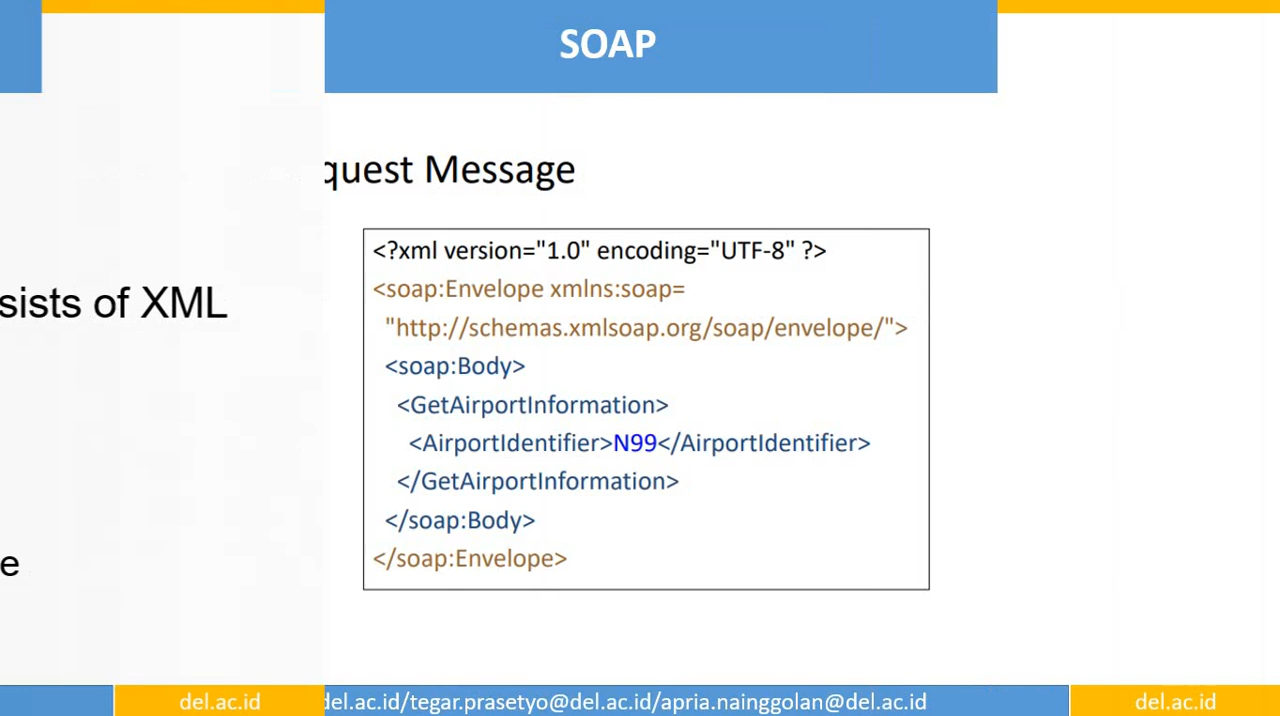 SOAP
quest Message
sists of XML
<?xml version="1.0" encoding="UTF-8" ?>
<soap:Envelope xmlns:soap=
"http://schemas.xmlsoap.org/soap/envelope/">
<soap:Body>
<GetAirportInformation>
<AirportIdentifier>N99</AirportIdentifier>
</GetAirportInformation>
</soap:Body>
</soap:Envelope>
e
del.ac.id
del.ac.id/tegar.prasetyo@del.ac.id/apria.nainggolan@del.ac.id
del.ac.id